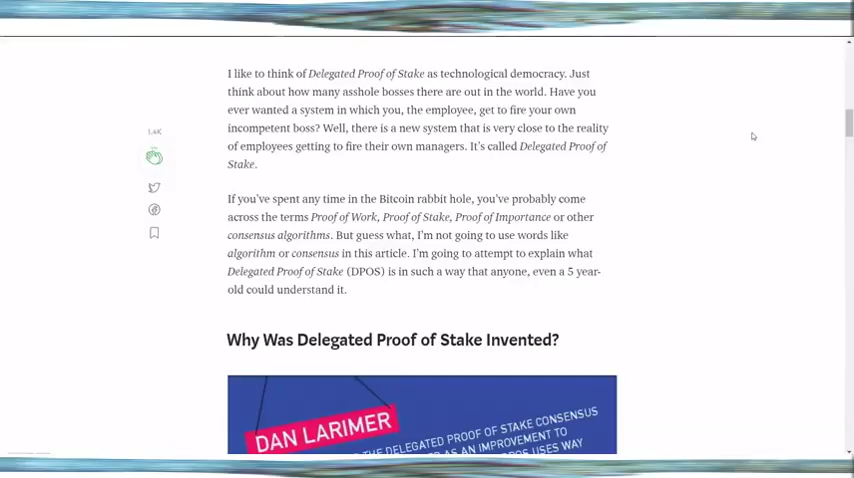 I like to think of Delegated Proof of Stake as technological democracy. Just
think about how many asshole bosses there are out in the world. Have you
ever wanted a system in which you, the employee, get to fire your own
incompetent boss? Well, there is a new system that is very close to the reality
of employees getting to fire their own managers. It's called Delegated Proof of
Stake.
1.4K
If you've spent any time in the Bitcoin rabbit hole, you've probably come
across the terms Proof of Work, Proof of Stake, Proof of Importance or other
consensus algorithms. But guess what, I'm not going to use words like
algorithm or consensus in this article. I'm going to attempt to explain what
Delegated Proof of Stake (DPOS) is in such a way that anyone, even a 5 year-
old could understand it.
Why Was Delegated Proof of Stake Invented?
DAN LARIMER
THE DELEGATED PROOF OF STAKE CONSENSUS
AS AN IMPROVEMENT TO
USES WAY